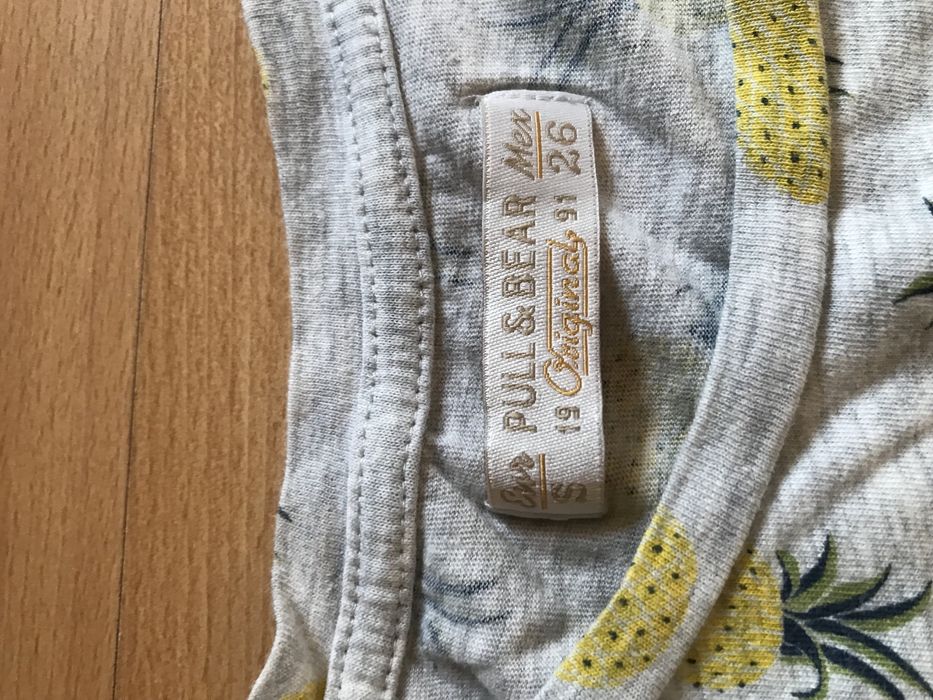 Eur PULL & BEAR Mex
S 19 Original 91 26